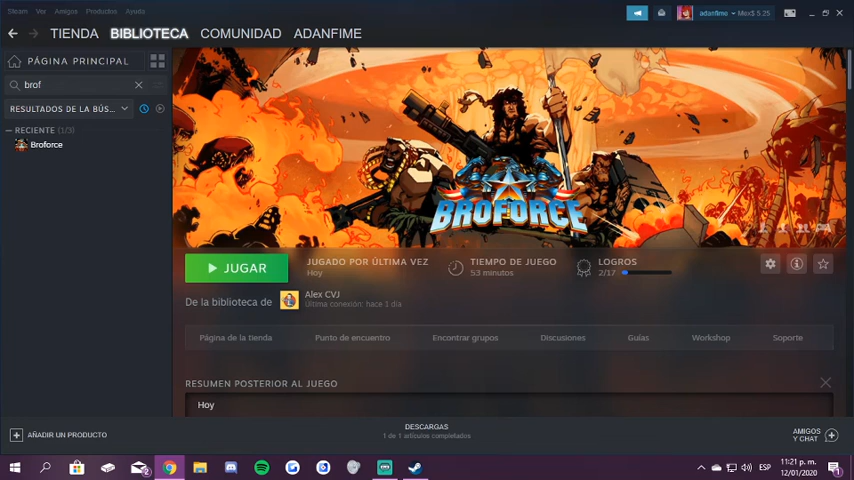 Steam Ver Amigos Productos Ayuda
adanfime Mex$ 5.25
TIENDA BIBLIOTECA COMUNIDAD ADANFIME
PÁGINA PRINCIPAL
brof
RESULTADOS DE LA BÚS...
RECIENTE (1/3)
Broforce
BROFORCE
JUGAR
JUGADO POR ÚLTIMA VEZ
Hoy
TIEMPO DE JUEGO
53 minutos
LOGROS
2/17
De la biblioteca de
Alex CVJ
Última conexión: hace 1 día
Página de la tienda Punto de encuentro Encontrar grupos Discusiones Guías Workshop Soporte
RESUMEN POSTERIOR AL JUEGO
Hoy
AÑADIR UN PRODUCTO
DESCARGAS
1 de 1 artículos completados
AMIGOS
Y CHAT
2
ESP
11:21 p. m.
12/01/2020
1